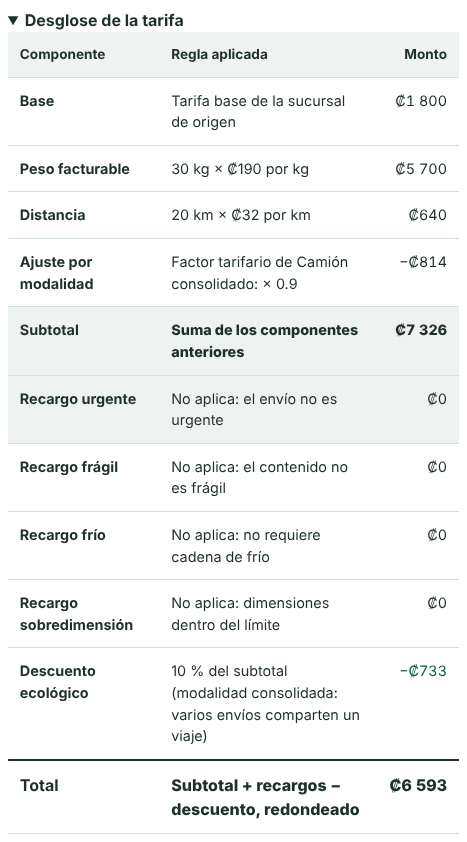 ▼ Desglose de la tarifa
Componente Regla aplicada Monto
Base Tarifa base de la sucursal de origen ₡1 800
Peso facturable 30 kg × ₡190 por kg ₡5 700
Distancia 20 km × ₡32 por km ₡640
Ajuste por modalidad Factor tarifario de Camión consolidado: × 0.9 −₡814
Subtotal Suma de los componentes anteriores ₡7 326
Recargo urgente No aplica: el envío no es urgente ₡0
Recargo frágil No aplica: el contenido no es frágil ₡0
Recargo frío No aplica: no requiere cadena de frío ₡0
Recargo sobredimensión No aplica: dimensiones dentro del límite ₡0
Descuento ecológico 10 % del subtotal (modalidad consolidada: varios envíos comparten un viaje) −₡733
Total Subtotal + recargos − descuento, redondeado ₡6 593